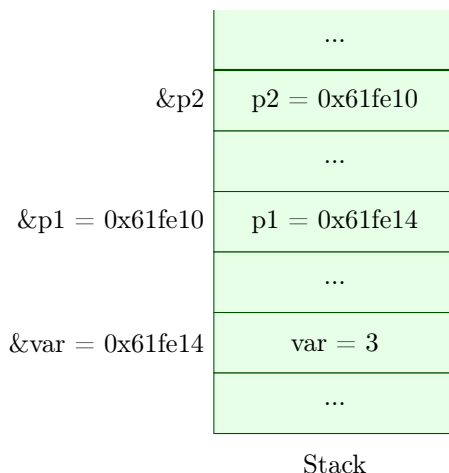 ...
&p2 p2 = 0x61fe10
...
&p1 = 0x61fe10 p1 = 0x61fe14
...
&var = 0x61fe14 var = 3
...
Stack